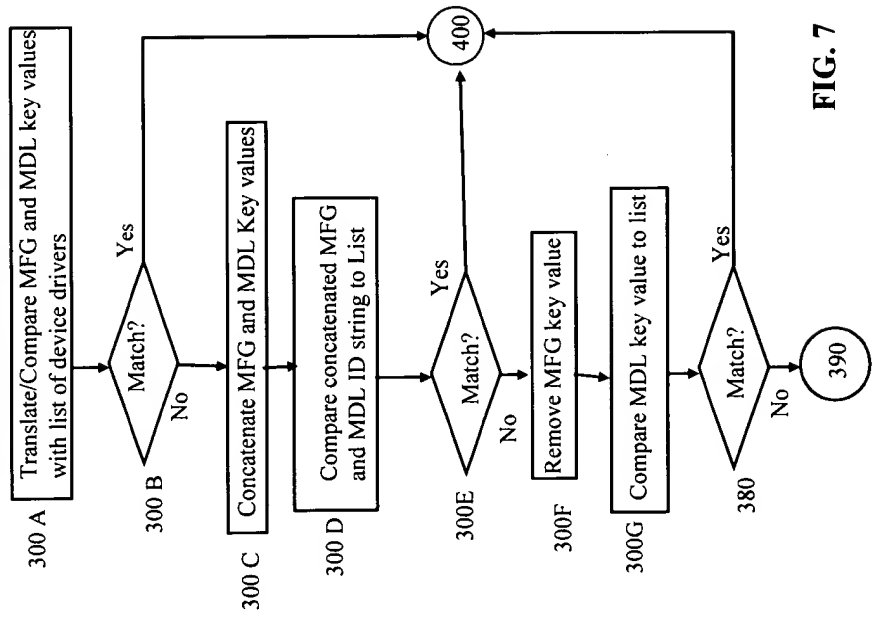 300 A
Translate/Compare MFG and MDL key values
with list of device drivers
300 B
Match?
Yes
No
300 C
Concatenate MFG and MDL Key values
300 D
Compare concatenated MFG
and MDL ID string to List
300E
Match?
Yes
400
No
300F
Remove MFG key value
300G
Compare MDL key value to list
380
Match?
Yes
No
390
FIG. 7